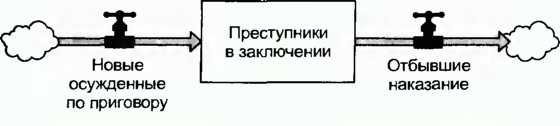 Преступники
в заключении
Новые
осужденные
по приговору
Отбывшие
наказание